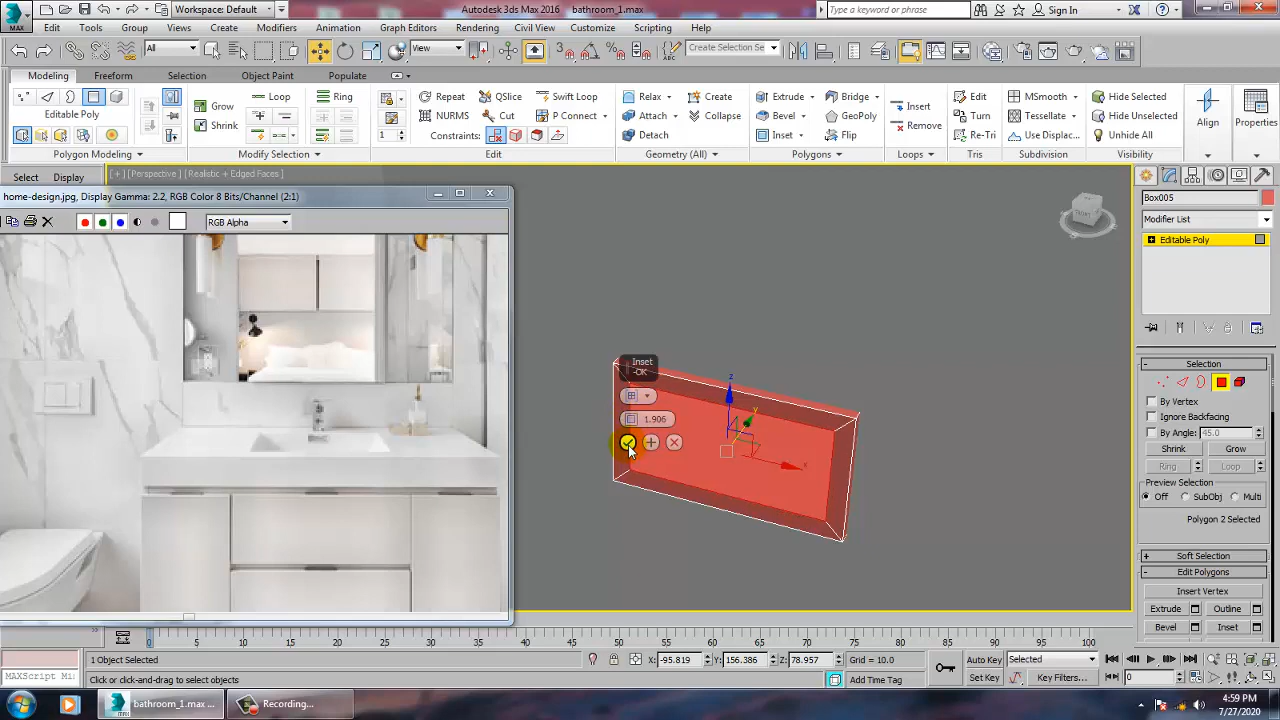 MAX
Workspace: Default
Autodesk 3ds Max 2016 bathroom_1.max
Type a keyword or phrase
Sign In
Edit Tools Group Views Create Modifiers Animation Graph Editors Rendering Civil View Customize Scripting Help
All
View
Create Selection Se
Modeling Freeform Selection Object Paint Populate
Editable Poly
Polygon Modeling
Grow
Shrink
Loop
Ring
Modify Selection
1
Repeat QSlice Swift Loop
NURMS Cut P Connect
Constraints:
Edit
Relax Create
Attach Collapse
Detach
Geometry (All)
Extrude Bridge
Bevel GeoPoly
Inset Flip
Polygons
Insert
Remove
Loops
Edit
Turn
Re-Tri
Tris
MSmooth
Tessellate
Use Displac...
Subdivision
Hide Selected
Hide Unselected
Unhide All
Visibility
Align
Properties
Select Display
[+] [Perspective] [Realistic + Edged Faces]
home-design.jpg, Display Gamma: 2.2, RGB Color 8 Bits/Channel (2:1)
RGB Alpha
Inset
-OK
1.906
z
y
x
Box005
Modifier List
Editable Poly
Selection
By Vertex
Ignore Backfacing
By Angle: 45.0
Shrink Grow
Ring Loop
Preview Selection
Off SubObj Multi
Polygon 2 Selected
Soft Selection
Edit Polygons
Insert Vertex
Extrude Outline
Bevel Inset
0 5 10 15 20 25 30 35 40 45 50 55 60 65 70 75 80 85 90 95 100
1 Object Selected
X: -95.819 Y: 156.386 Z: 78.957 Grid = 10.0
Auto Key Selected
MAXScript Mi
Click or click-and-drag to select objects
Add Time Tag
Set Key Key Filters...
0
bathroom_1.max ...
Recording...
4:59 PM
7/27/2020